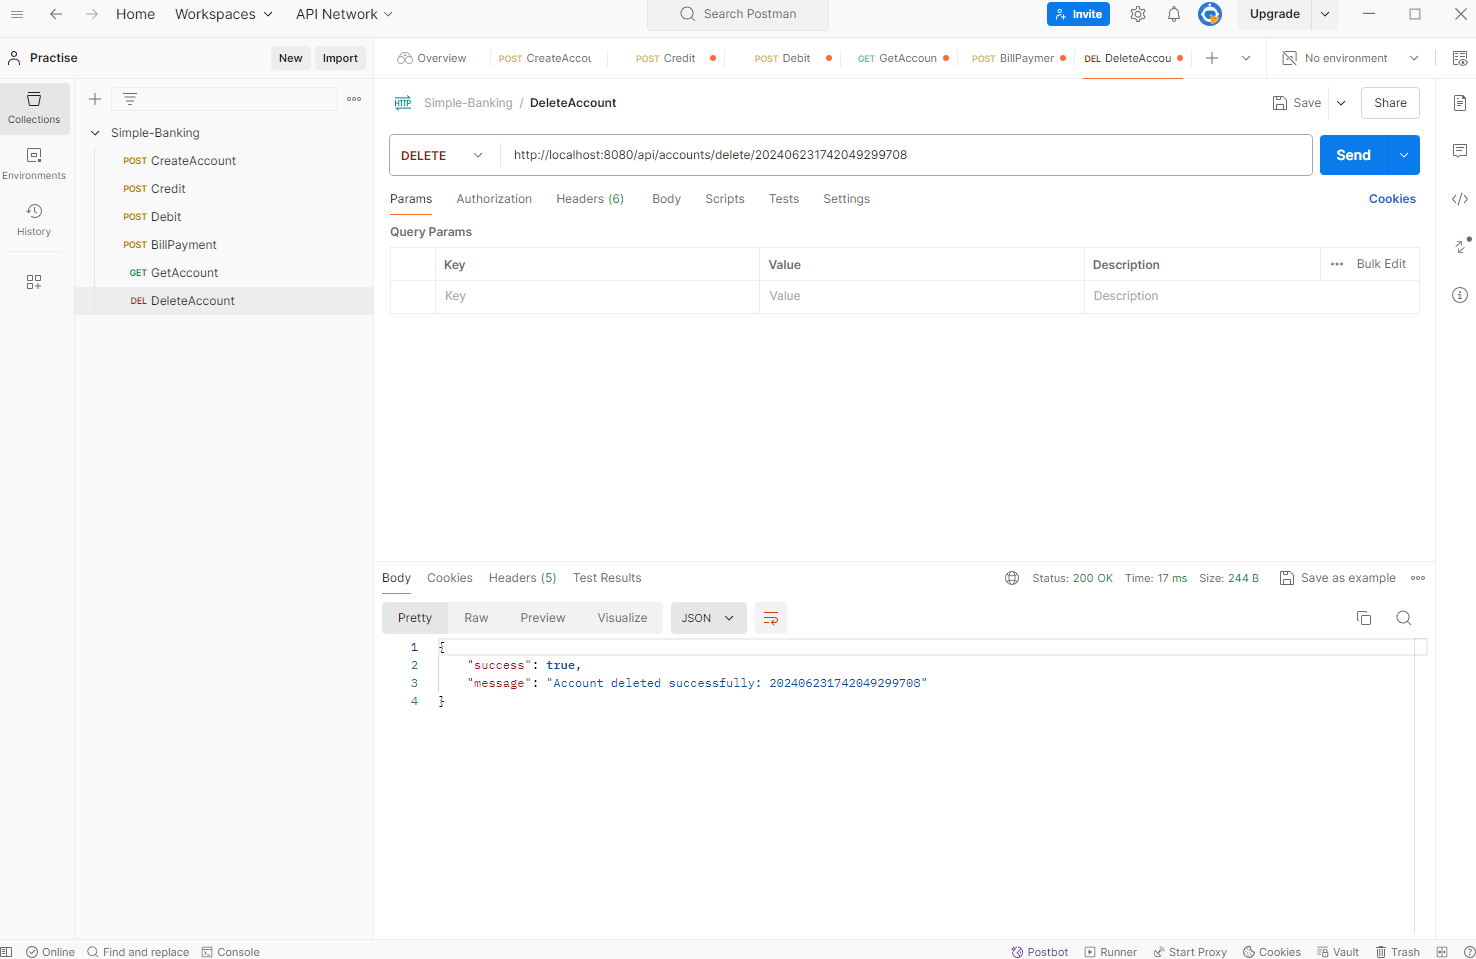 Home Workspaces API Network Search Postman Invite Upgrade
Practise New Import
Overview POST CreateAccou POST Credit POST Debit GET GetAccoun POST BillPaymer DEL DeleteAccou No environment
Collections
Environments
History
Simple-Banking
POST CreateAccount
POST Credit
POST Debit
POST BillPayment
GET GetAccount
DEL DeleteAccount
HTTP Simple-Banking / DeleteAccount Save Share
DELETE http://localhost:8080/api/accounts/delete/202406231742049299708 Send
Params Authorization Headers (6) Body Scripts Tests Settings Cookies
Query Params
Key Value Description Bulk Edit
Key Value Description
Body Cookies Headers (5) Test Results Status: 200 OK Time: 17 ms Size: 244 B Save as example
Pretty Raw Preview Visualize JSON
1 {
2 "success": true,
3 "message": "Account deleted successfully: 202406231742049299708"
4 }
Online Find and replace Console Postbot Runner Start Proxy Cookies Vault Trash